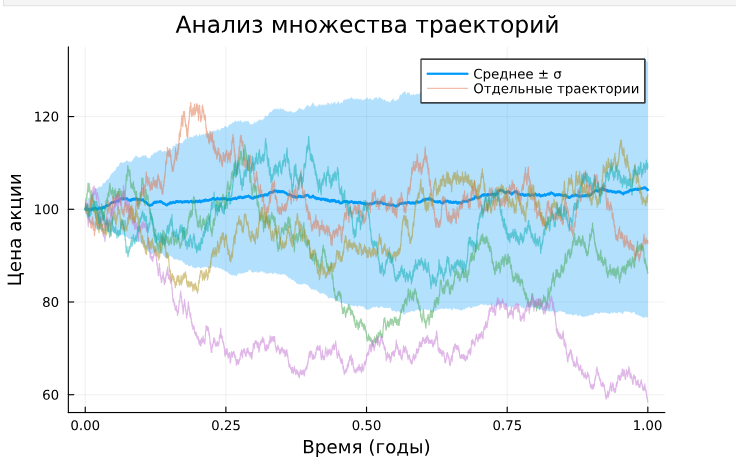 Анализ множества траекторий
Среднее ± σ
Отдельные траектории
Цена акции
120
100
80
60
0.00
0.25
0.50
0.75
1.00
Время (годы)